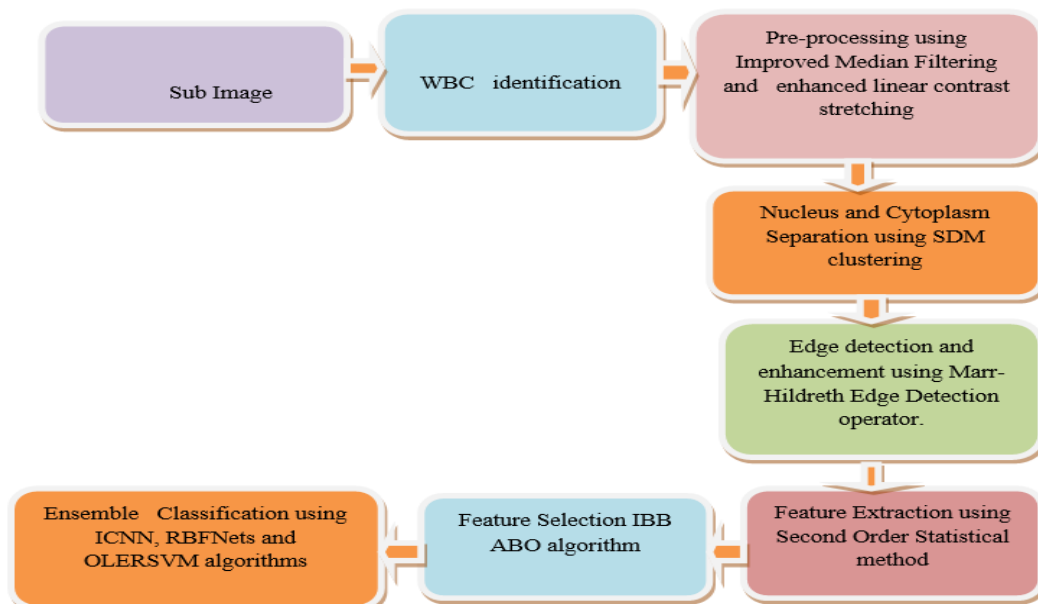 Sub Image
WBC identification
Pre-processing using
Improved Median Filtering
and enhanced linear contrast
stretching
Nucleus and Cytoplasm
Separation using SDM
clustering
Edge detection and
enhancement using Marr-
Hildreth Edge Detection
operator.
Feature Extraction using
Second Order Statistical
method
Feature Selection IBB
ABO algorithm
Ensemble Classification using
ICNN, RBFNets and
OLERSVM algorithms